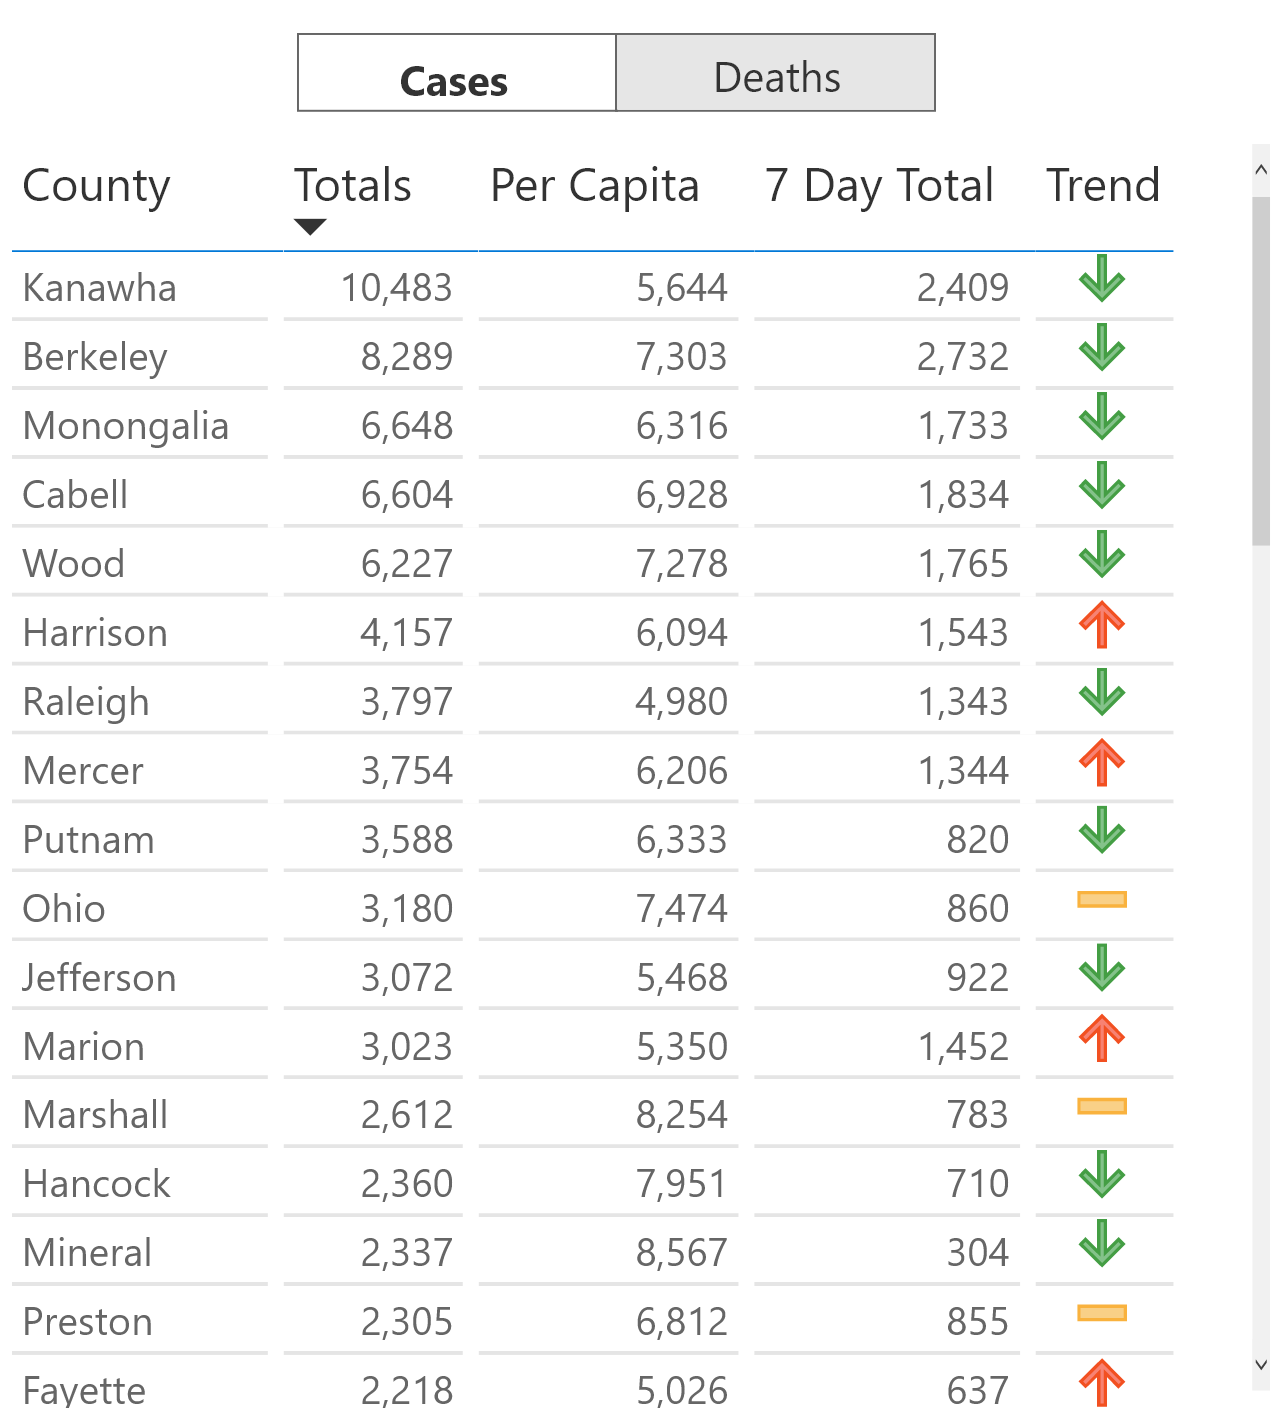 Cases Deaths
County Totals Per Capita 7 Day Total Trend
Kanawha 10,483 5,644 2,409
Berkeley 8,289 7,303 2,732
Monongalia 6,648 6,316 1,733
Cabell 6,604 6,928 1,834
Wood 6,227 7,278 1,765
Harrison 4,157 6,094 1,543
Raleigh 3,797 4,980 1,343
Mercer 3,754 6,206 1,344
Putnam 3,588 6,333 820
Ohio 3,180 7,474 860
Jefferson 3,072 5,468 922
Marion 3,023 5,350 1,452
Marshall 2,612 8,254 783
Hancock 2,360 7,951 710
Mineral 2,337 8,567 304
Preston 2,305 6,812 855
Fayette 2,218 5,026 637